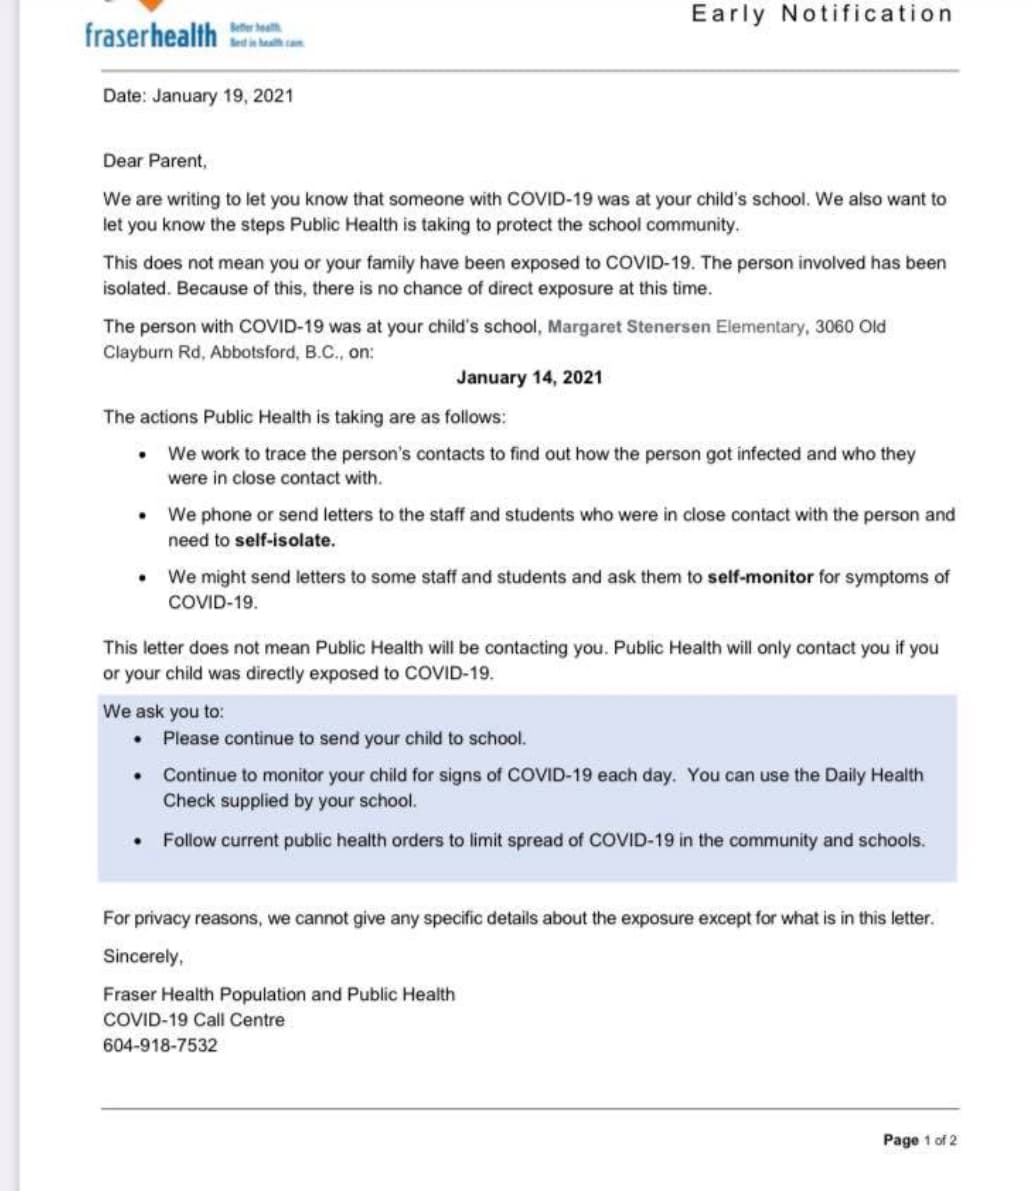 Early Notification
fraserhealth
Better health.
Best in health care.
Date: January 19, 2021
Dear Parent,
We are writing to let you know that someone with COVID-19 was at your child's school. We also want to
let you know the steps Public Health is taking to protect the school community.
This does not mean you or your family have been exposed to COVID-19. The person involved has been
isolated. Because of this, there is no chance of direct exposure at this time.
The person with COVID-19 was at your child's school, Margaret Stenersen Elementary, 3060 Old
Clayburn Rd, Abbotsford, B.C., on:
January 14, 2021
The actions Public Health is taking are as follows:
• We work to trace the person's contacts to find out how the person got infected and who they
were in close contact with.
• We phone or send letters to the staff and students who were in close contact with the person and
need to self-isolate.
• We might send letters to some staff and students and ask them to self-monitor for symptoms of
COVID-19.
This letter does not mean Public Health will be contacting you. Public Health will only contact you if you
or your child was directly exposed to COVID-19.
We ask you to:
• Please continue to send your child to school.
• Continue to monitor your child for signs of COVID-19 each day. You can use the Daily Health
Check supplied by your school.
• Follow current public health orders to limit spread of COVID-19 in the community and schools.
For privacy reasons, we cannot give any specific details about the exposure except for what is in this letter.
Sincerely,
Fraser Health Population and Public Health
COVID-19 Call Centre
604-918-7532
Page 1 of 2